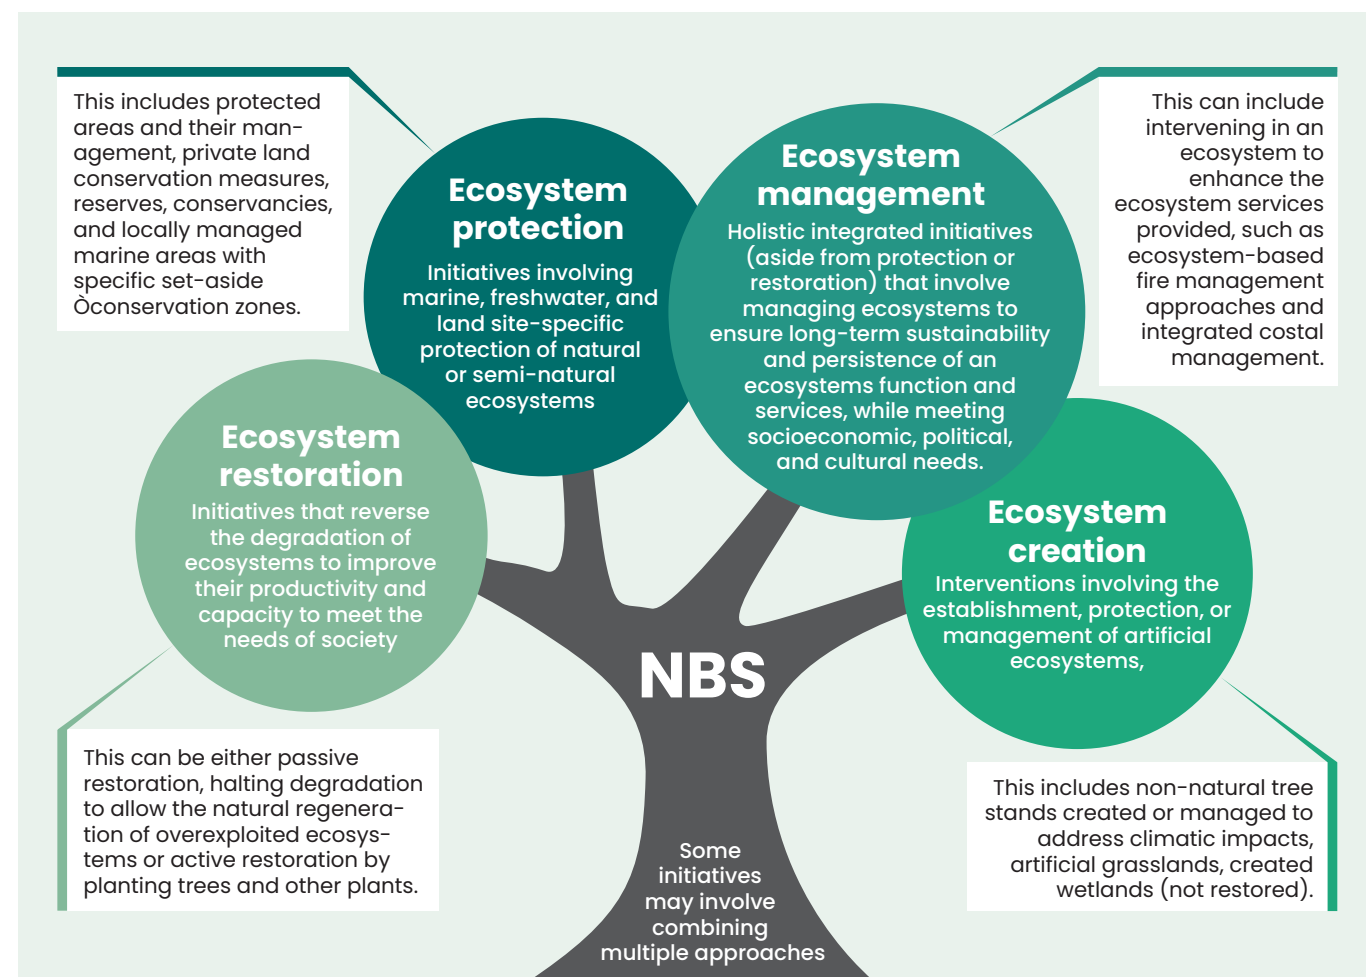 This includes protected
areas and their man-
agement, private land
conservation measures,
reserves, conservancies,
and locally managed
marine areas with
specific set-aside
Òconservation zones.
Ecosystem
protection
Initiatives involving
marine, freshwater, and
land site-specific
protection of natural
or semi-natural
ecosystems
Ecosystem
management
Holistic integrated initiatives
(aside from protection or
restoration) that involve
managing ecosystems to
ensure long-term sustainability
and persistence of an
ecosystems function and
services, while meeting
socioeconomic, political,
and cultural needs.
This can include
intervening in an
ecosystem to
enhance the
ecosystem services
provided, such as
ecosystem-based
fire management
approaches and
integrated costal
management.
Ecosystem
restoration
Initiatives that reverse
the degradation of
ecosystems to improve
their productivity and
capacity to meet the
needs of society
Ecosystem
creation
Interventions involving the
establishment, protection, or
management of artificial
ecosystems,
NBS
This can be either passive
restoration, halting degradation
to allow the natural regenera-
tion of overexploited ecosys-
tems or active restoration by
planting trees and other plants.
Some
initiatives
may involve
combining
multiple approaches
This includes non-natural tree
stands created or managed to
address climatic impacts,
artificial grasslands, created
wetlands (not restored).